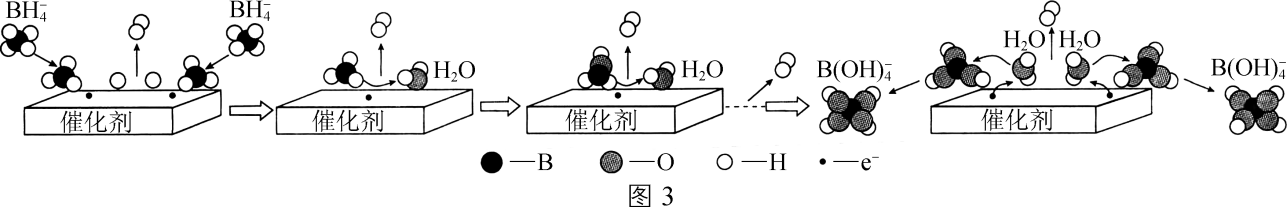 BH₄⁻
BH₄⁻
H₂O
H₂O
H₂O H₂O
B(OH)₄⁻
B(OH)₄⁻
催化剂
催化剂
催化剂
催化剂
—B —O —H —e⁻
图 3